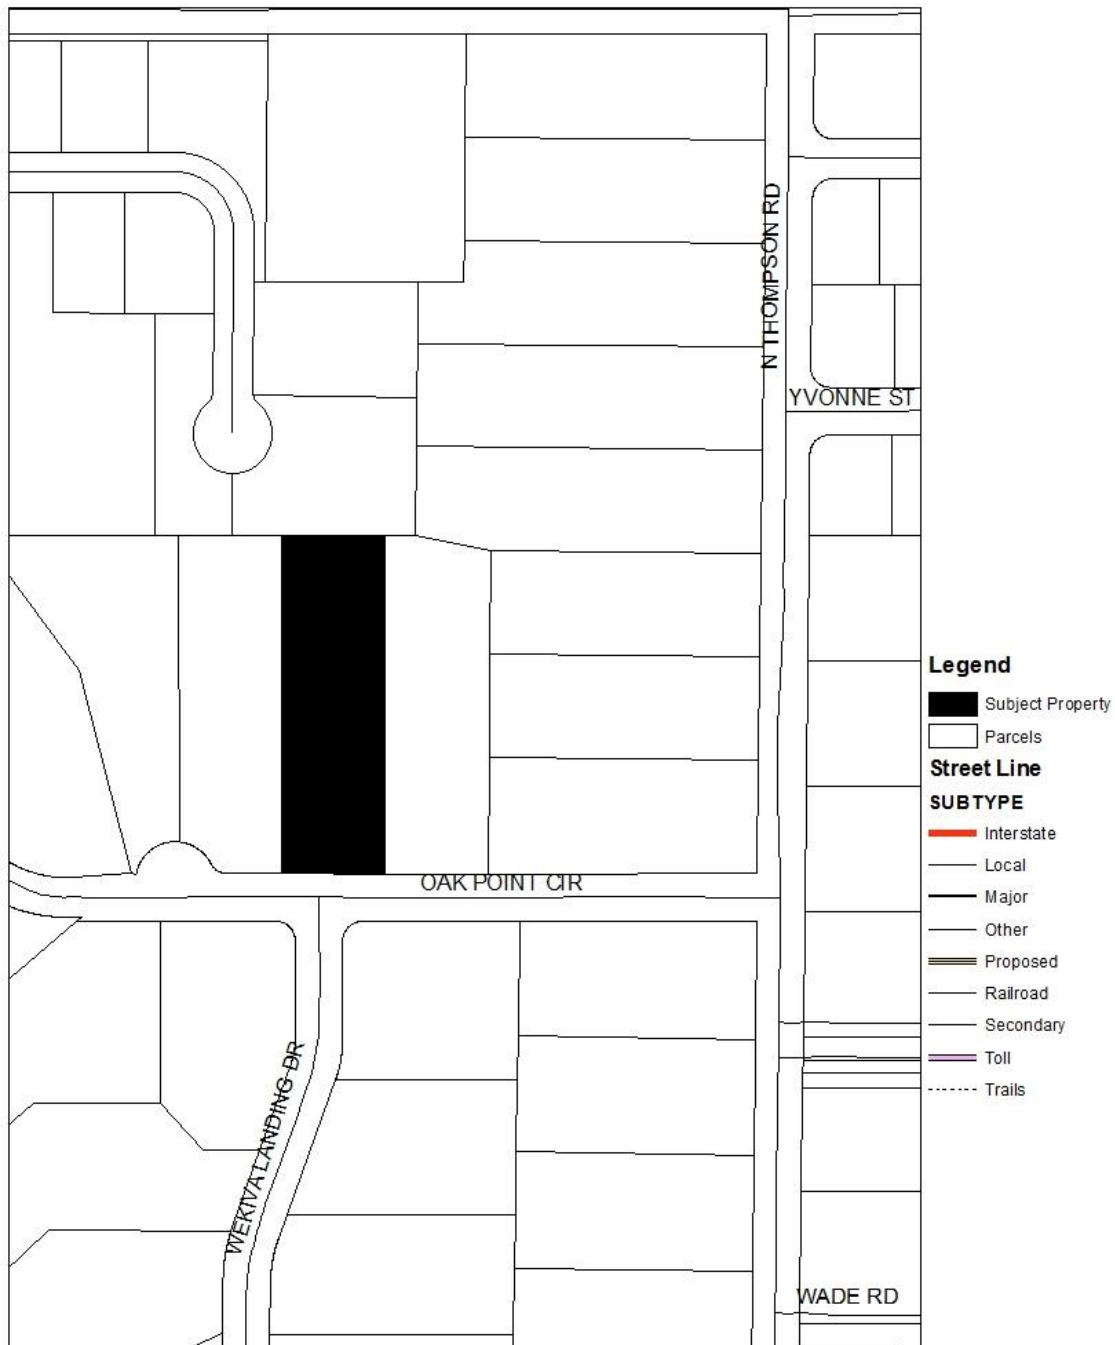 N THOMPSON RD
YVONNE ST
OAK POINT CIR
WEKIVA LANDING DR
WADE RD
Legend
Subject Property
Parcels
Street Line
SUBTYPE
Interstate
Local
Major
Other
Proposed
Railroad
Secondary
Toll
Trails